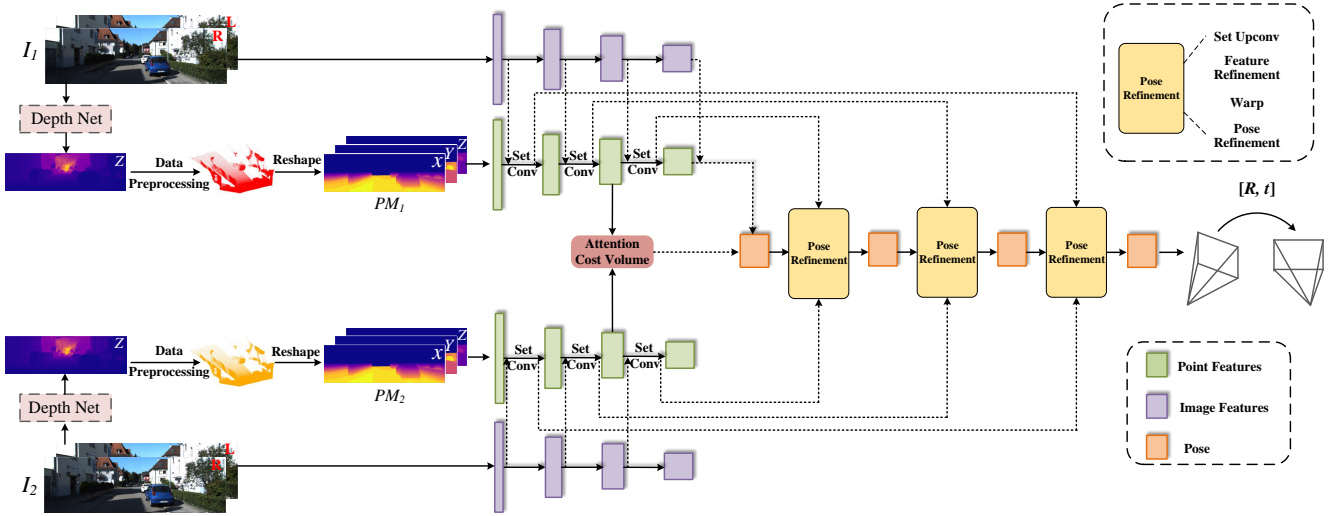 L
R
I1
Depth Net
Z
Data
Preprocessing
Reshape
Z
Y
X
PM1
Set
Conv
Set
Conv
Set
Conv
Attention
Cost Volume
Pose
Refinement
Pose
Refinement
Pose
Refinement
Pose
Refinement
Set Upconv
Feature
Refinement
Warp
Pose
Refinement
[R, t]
Z
Data
Preprocessing
Reshape
Z
Y
X
PM2
Set
Conv
Set
Conv
Set
Conv
Depth Net
L
R
I2
Point Features
Image Features
Pose